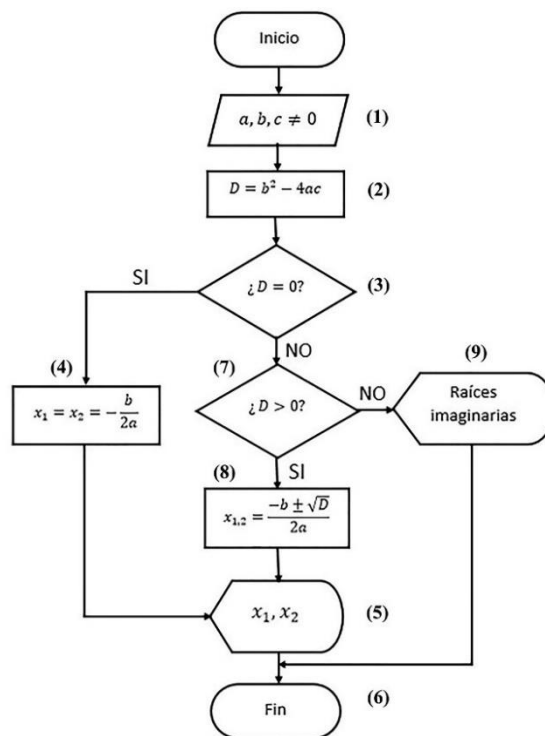 Inicio
a, b, c ≠ 0 (1)
D = b² − 4ac (2)
SI
¿D = 0? (3)
NO
(4)
(7)
(9)
x₁ = x₂ = −b/2a
¿D > 0?
NO
Raíces
imaginarias
(8)
SI
x₁,₂ = (−b ± √D)/2a
x₁, x₂ (5)
Fin (6)